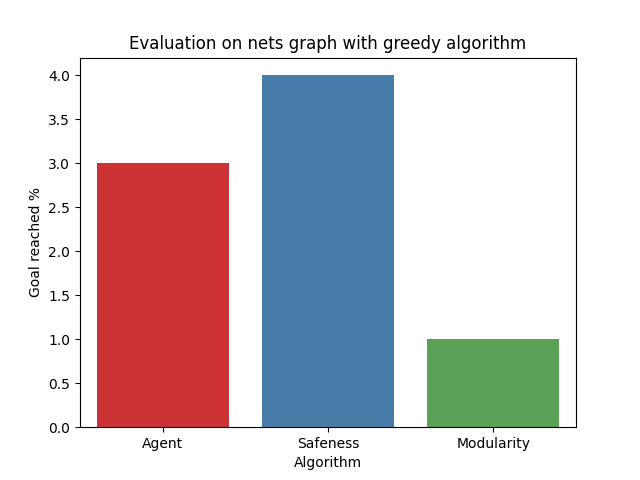 Evaluation on nets graph with greedy algorithm
Goal reached %
4.0
3.5
3.0
2.5
2.0
1.5
1.0
0.5
0.0
Agent
Safeness
Modularity
Algorithm